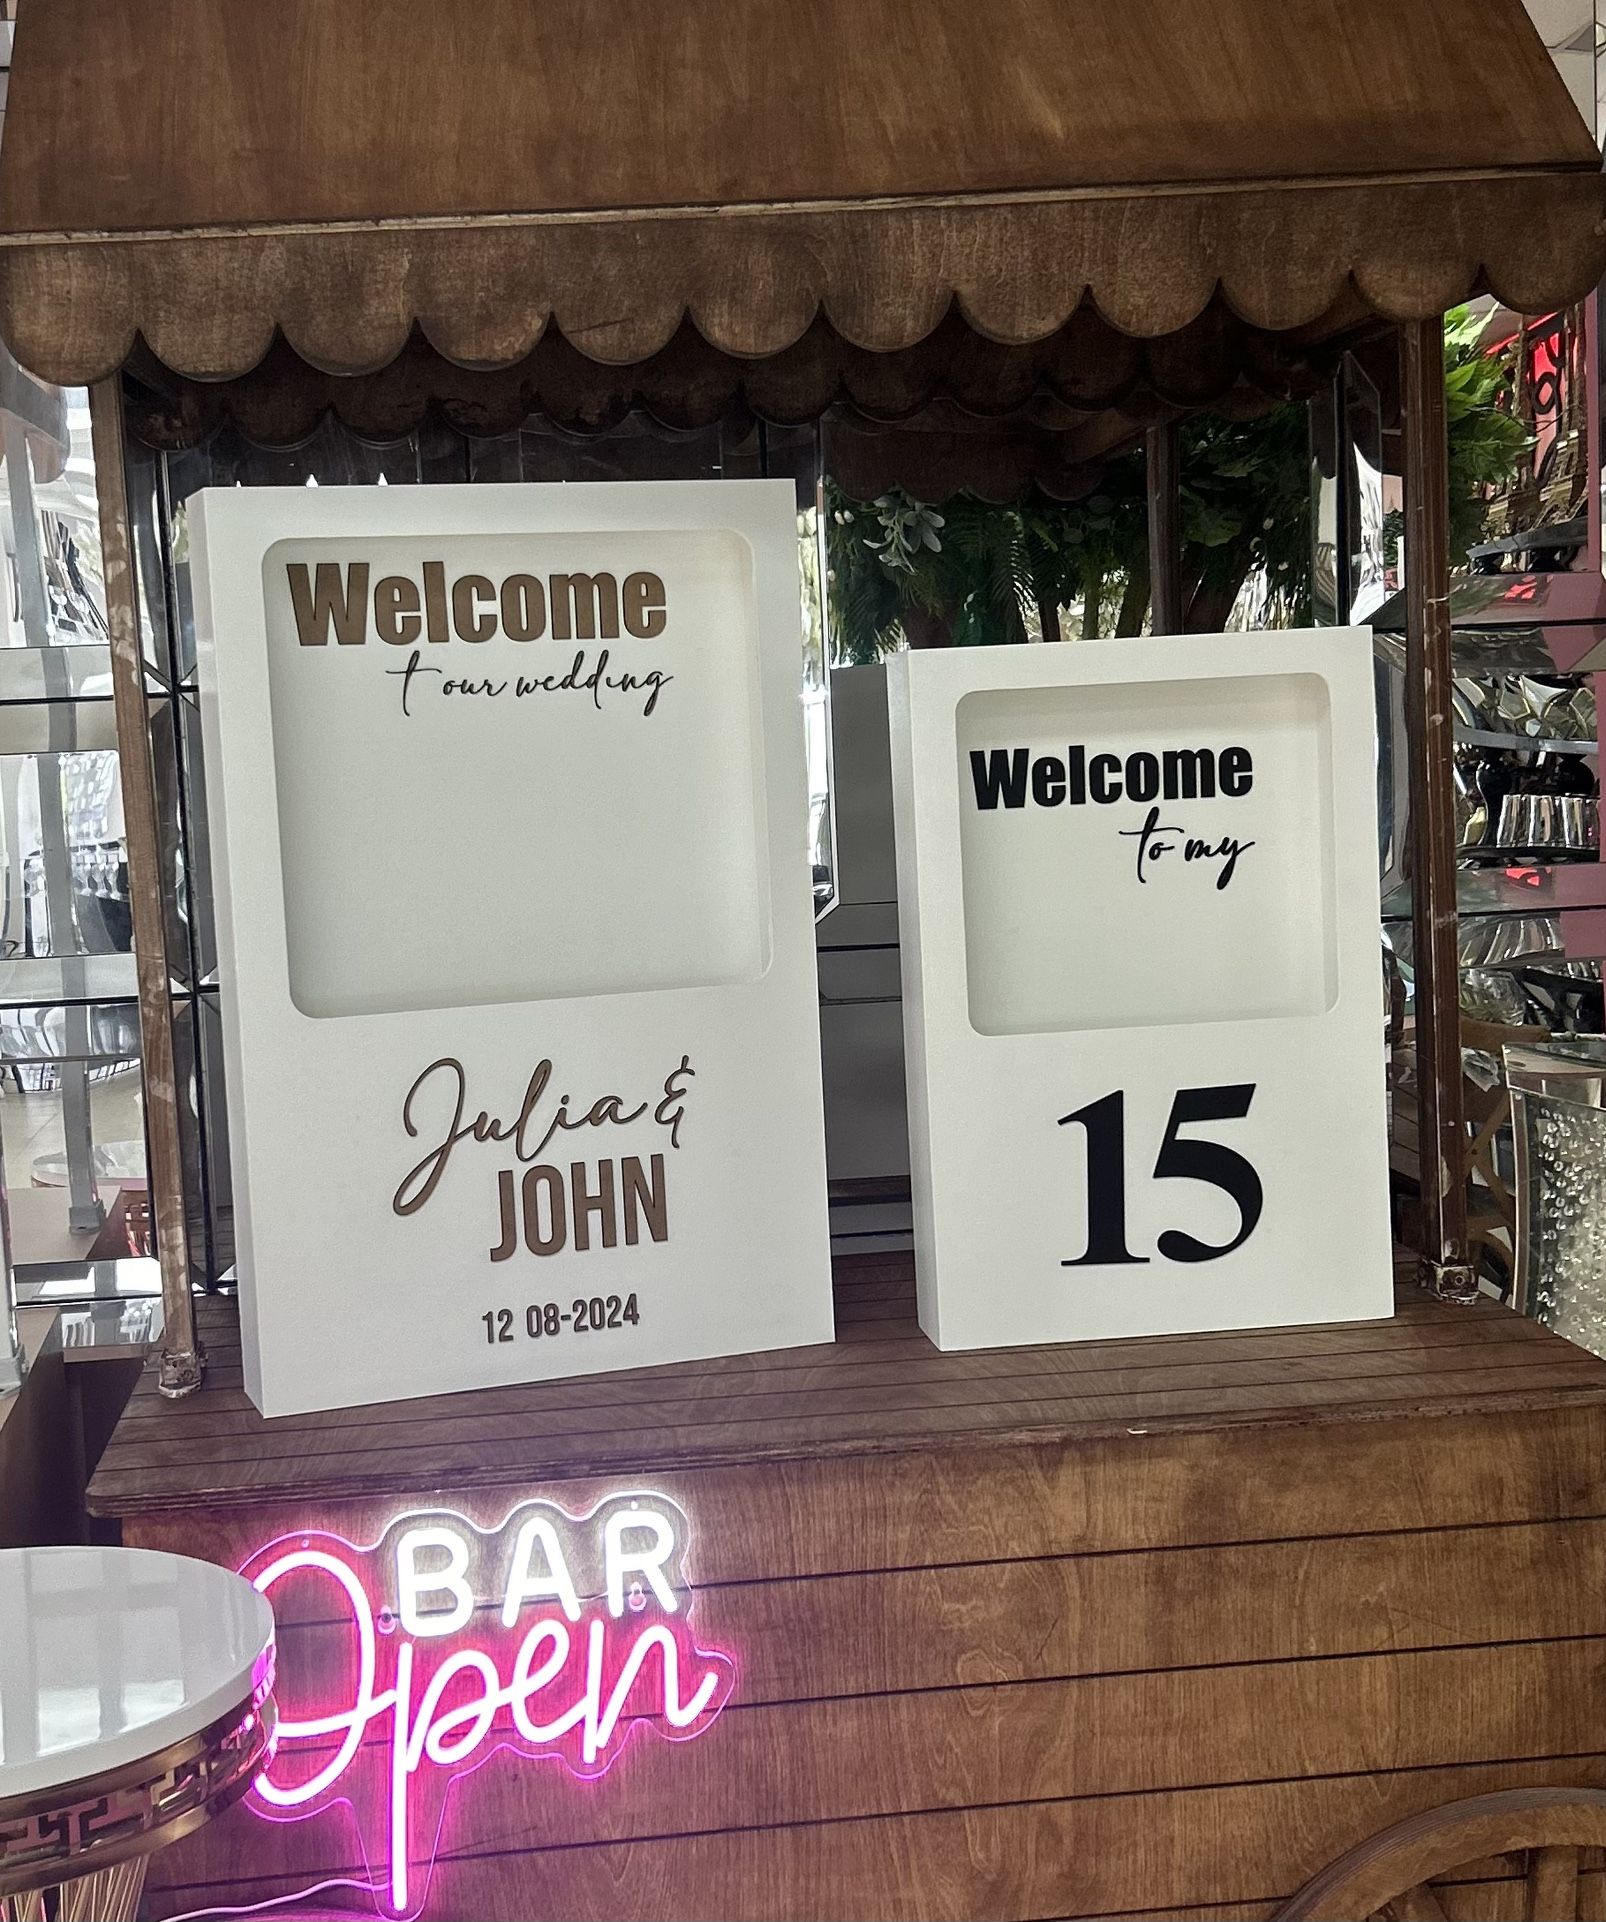 Welcome
t our wedding
Julia &
JOHN
12 08-2024
Welcome
to my
15
BAR
Open